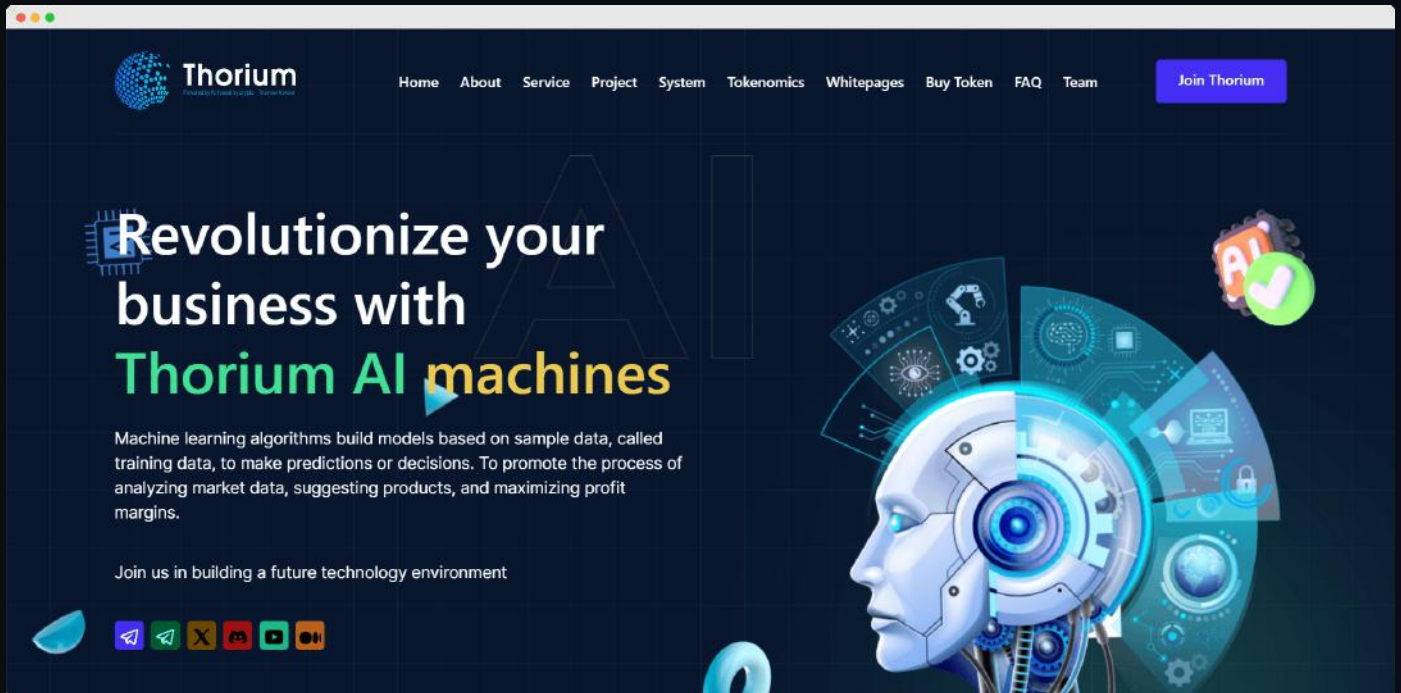 Thorium
Home About Service Project System Tokenomics Whitepages Buy Token FAQ Team
Join Thorium
AI
Revolutionize your
business with
Thorium AI machines
Machine learning algorithms build models based on sample data, called
training data, to make predictions or decisions. To promote the process of
analyzing market data, suggesting products, and maximizing profit
margins.
Join us in building a future technology environment
AI